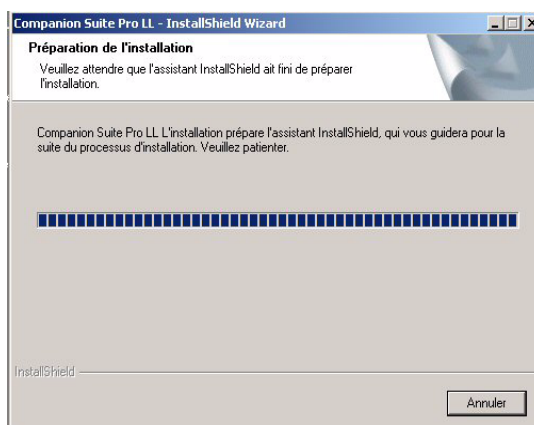 Companion Suite Pro LL - InstallShield Wizard
Préparation de l'installation
Veuillez attendre que l'assistant InstallShield ait fini de préparer
l'installation.
Companion Suite Pro LL L'installation prépare l'assistant InstallShield, qui vous guidera pour la
suite du processus d'installation. Veuillez patienter.
InstallShield
Annuler